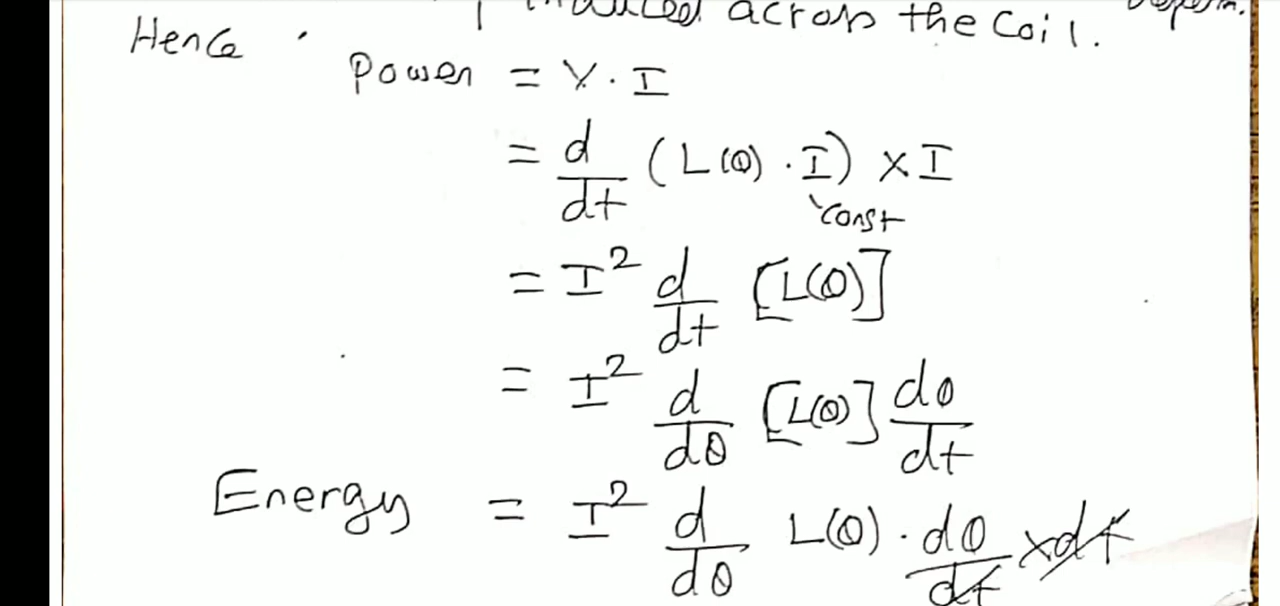 induced across the Coil.
Hence
Power = V · I
= d/dt (L(θ) · I) × I
const
= I² d/dt [L(θ)]
= I² d/dθ [L(θ)] dθ/dt
Energy = I² d/dθ L(θ) · dθ/dt × dt